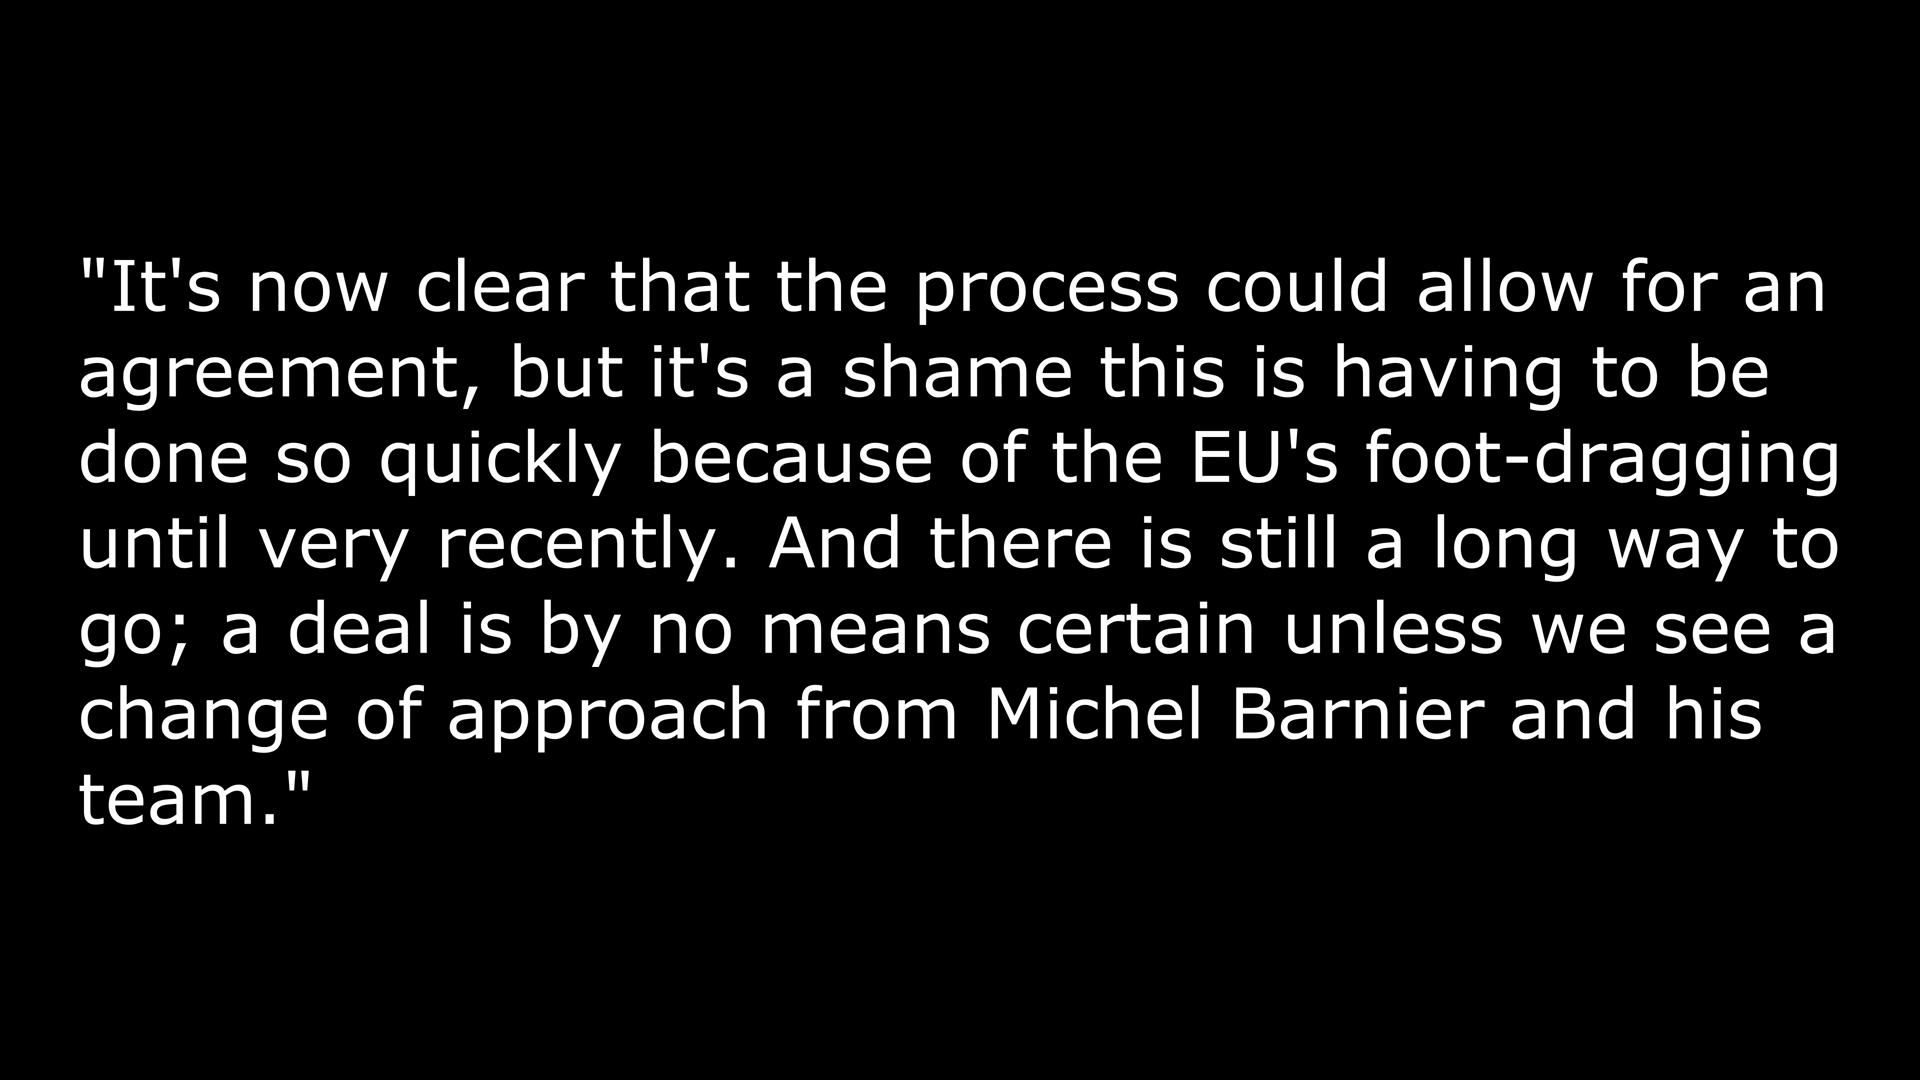 "It's now clear that the process could allow for an
agreement, but it's a shame this is having to be
done so quickly because of the EU's foot-dragging
until very recently. And there is still a long way to
go; a deal is by no means certain unless we see a
change of approach from Michel Barnier and his
team."